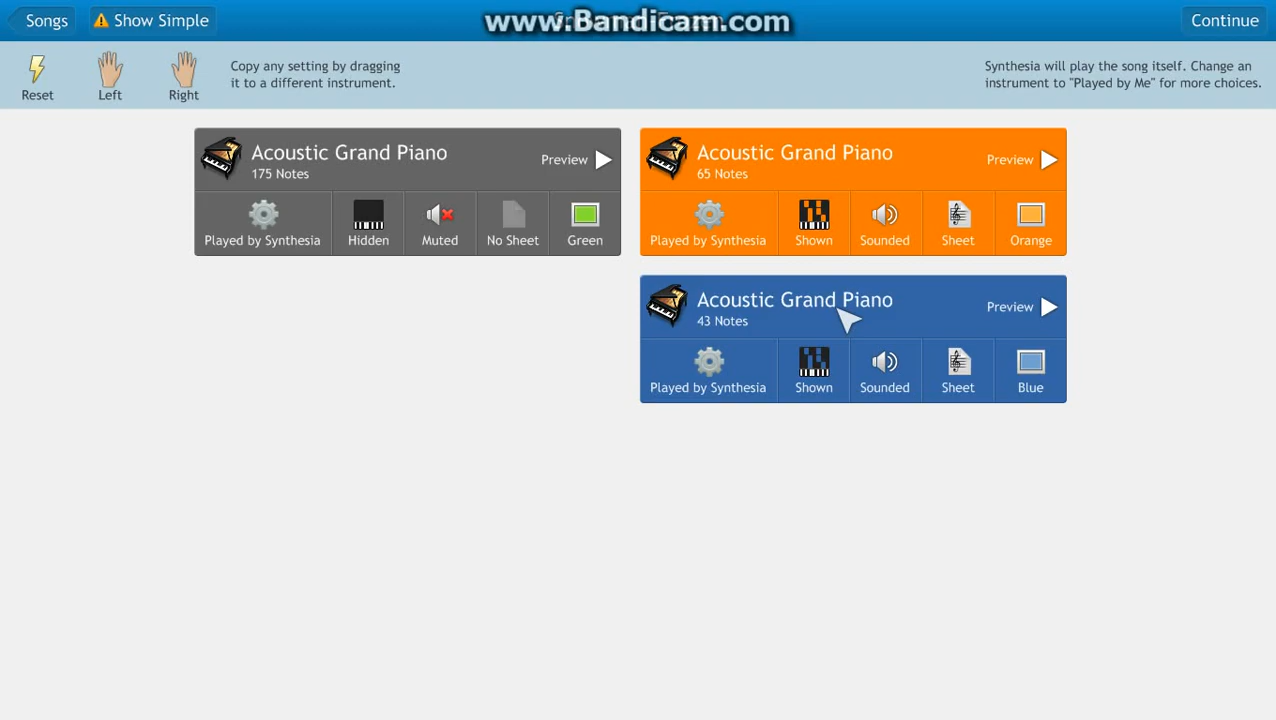 Songs
Show Simple
www.Bandicam.com
Continue
Reset
Left
Right
Copy any setting by dragging
it to a different instrument.
Synthesia will play the song itself. Change an
instrument to "Played by Me" for more choices.
Acoustic Grand Piano
175 Notes
Preview
Played by Synthesia
Hidden
Muted
No Sheet
Green
Acoustic Grand Piano
65 Notes
Preview
Played by Synthesia
Shown
Sounded
Sheet
Orange
Acoustic Grand Piano
43 Notes
Preview
Played by Synthesia
Shown
Sounded
Sheet
Blue